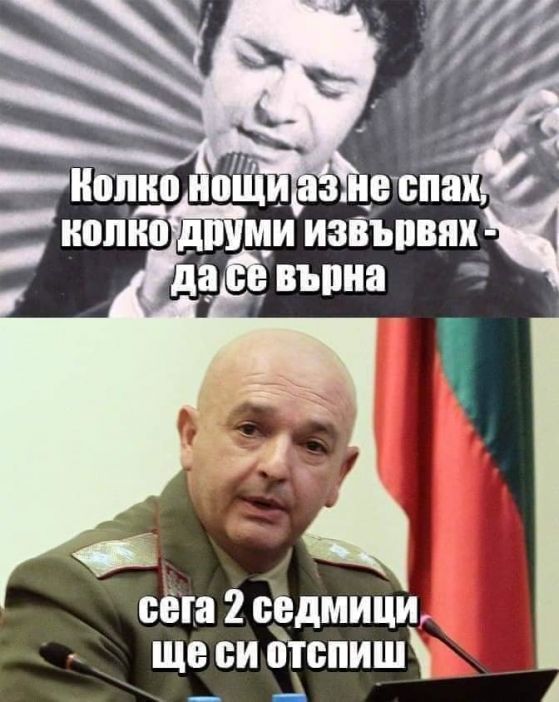 Колко нощи аз не спах,
колко друми извървях -
да се върна
сега 2 седмици
ще си отспиш